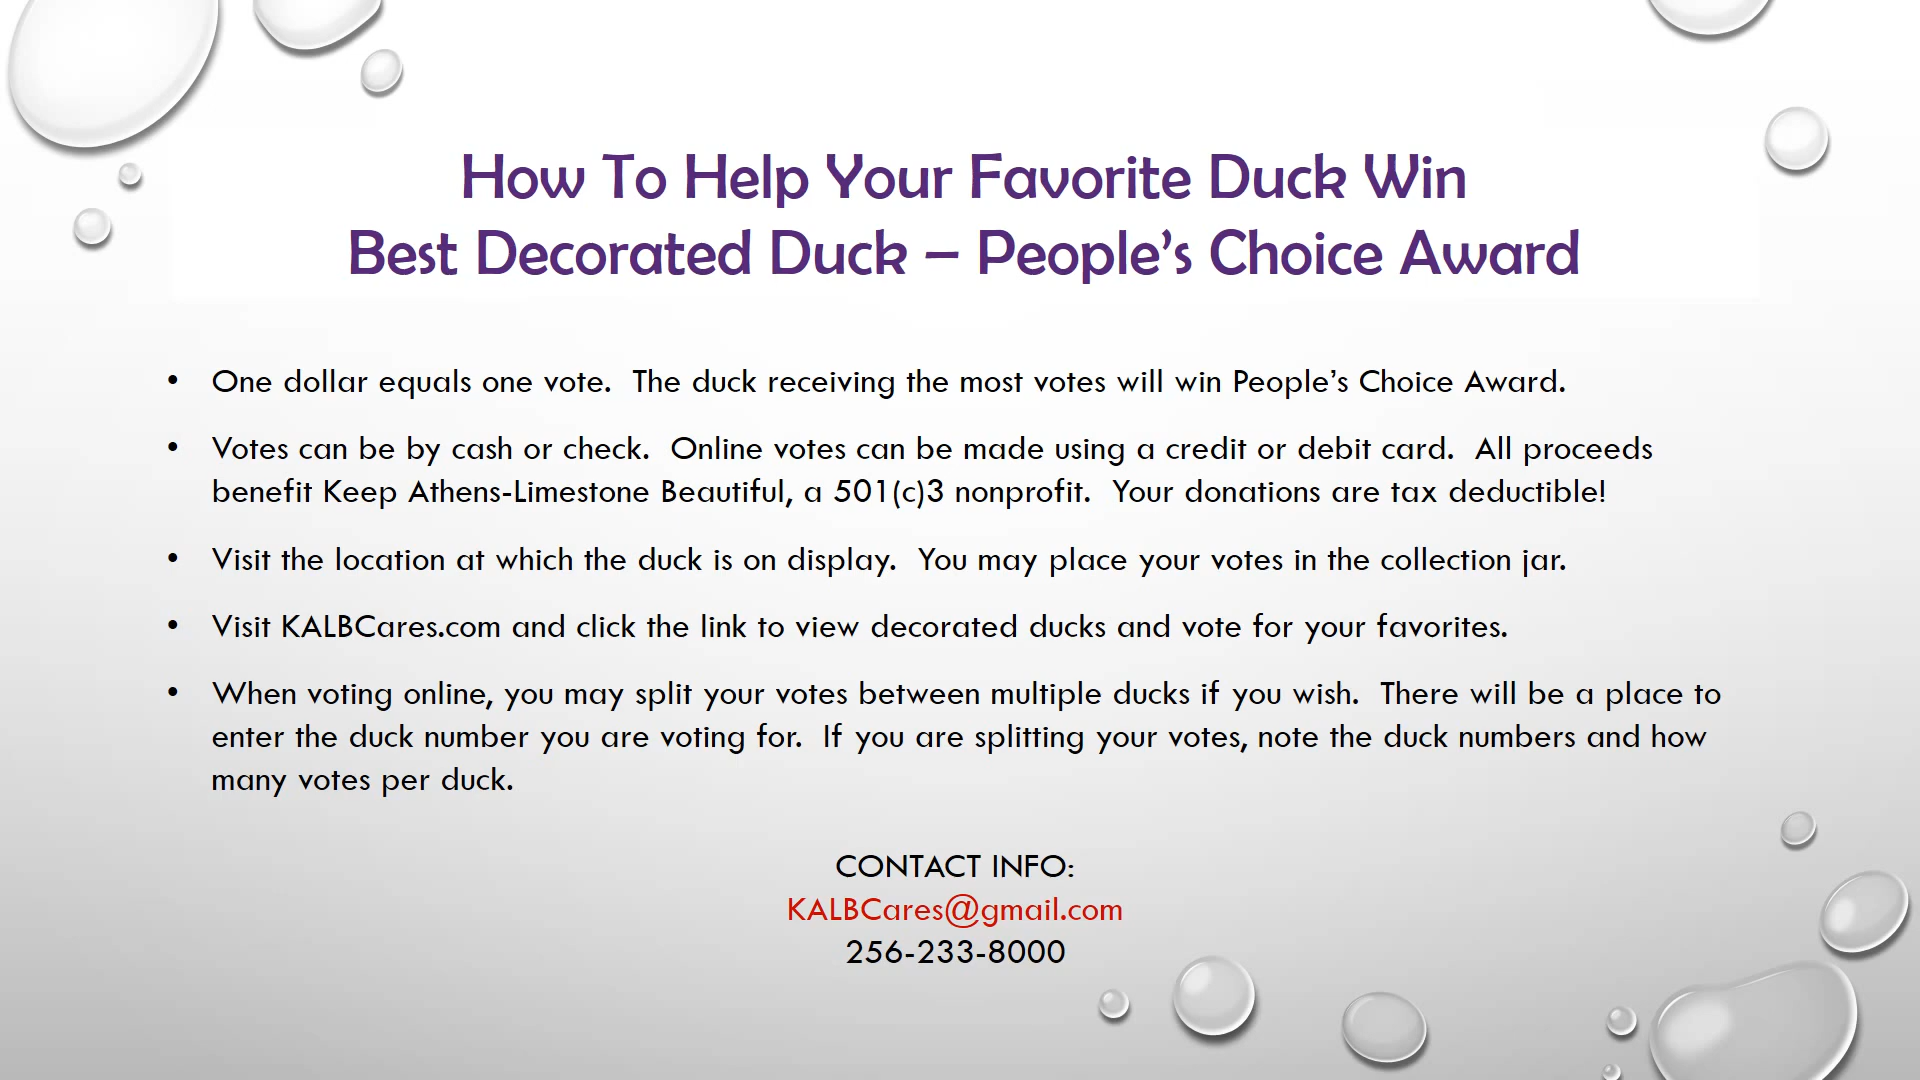 How To Help Your Favorite Duck Win
Best Decorated Duck – People’s Choice Award
• One dollar equals one vote.  The duck receiving the most votes will win People’s Choice Award.
• Votes can be by cash or check.  Online votes can be made using a credit or debit card.  All proceeds
benefit Keep Athens-Limestone Beautiful, a 501(c)3 nonprofit.  Your donations are tax deductible!
• Visit the location at which the duck is on display.  You may place your votes in the collection jar.
• Visit KALBCares.com and click the link to view decorated ducks and vote for your favorites.
• When voting online, you may split your votes between multiple ducks if you wish.  There will be a place to
enter the duck number you are voting for.  If you are splitting your votes, note the duck numbers and how
many votes per duck.
CONTACT INFO:
KALBCares@gmail.com
256-233-8000